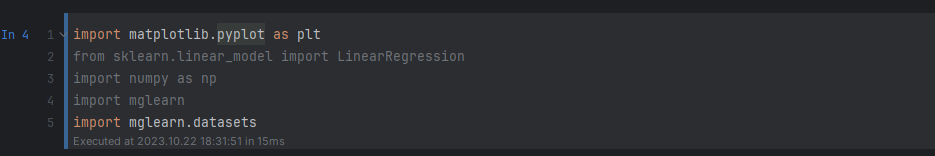 In 4 1 import matplotlib.pyplot as plt
2 from sklearn.linear_model import LinearRegression
3 import numpy as np
4 import mglearn
5 import mglearn.datasets
Executed at 2023.10.22 18:31:51 in 15ms